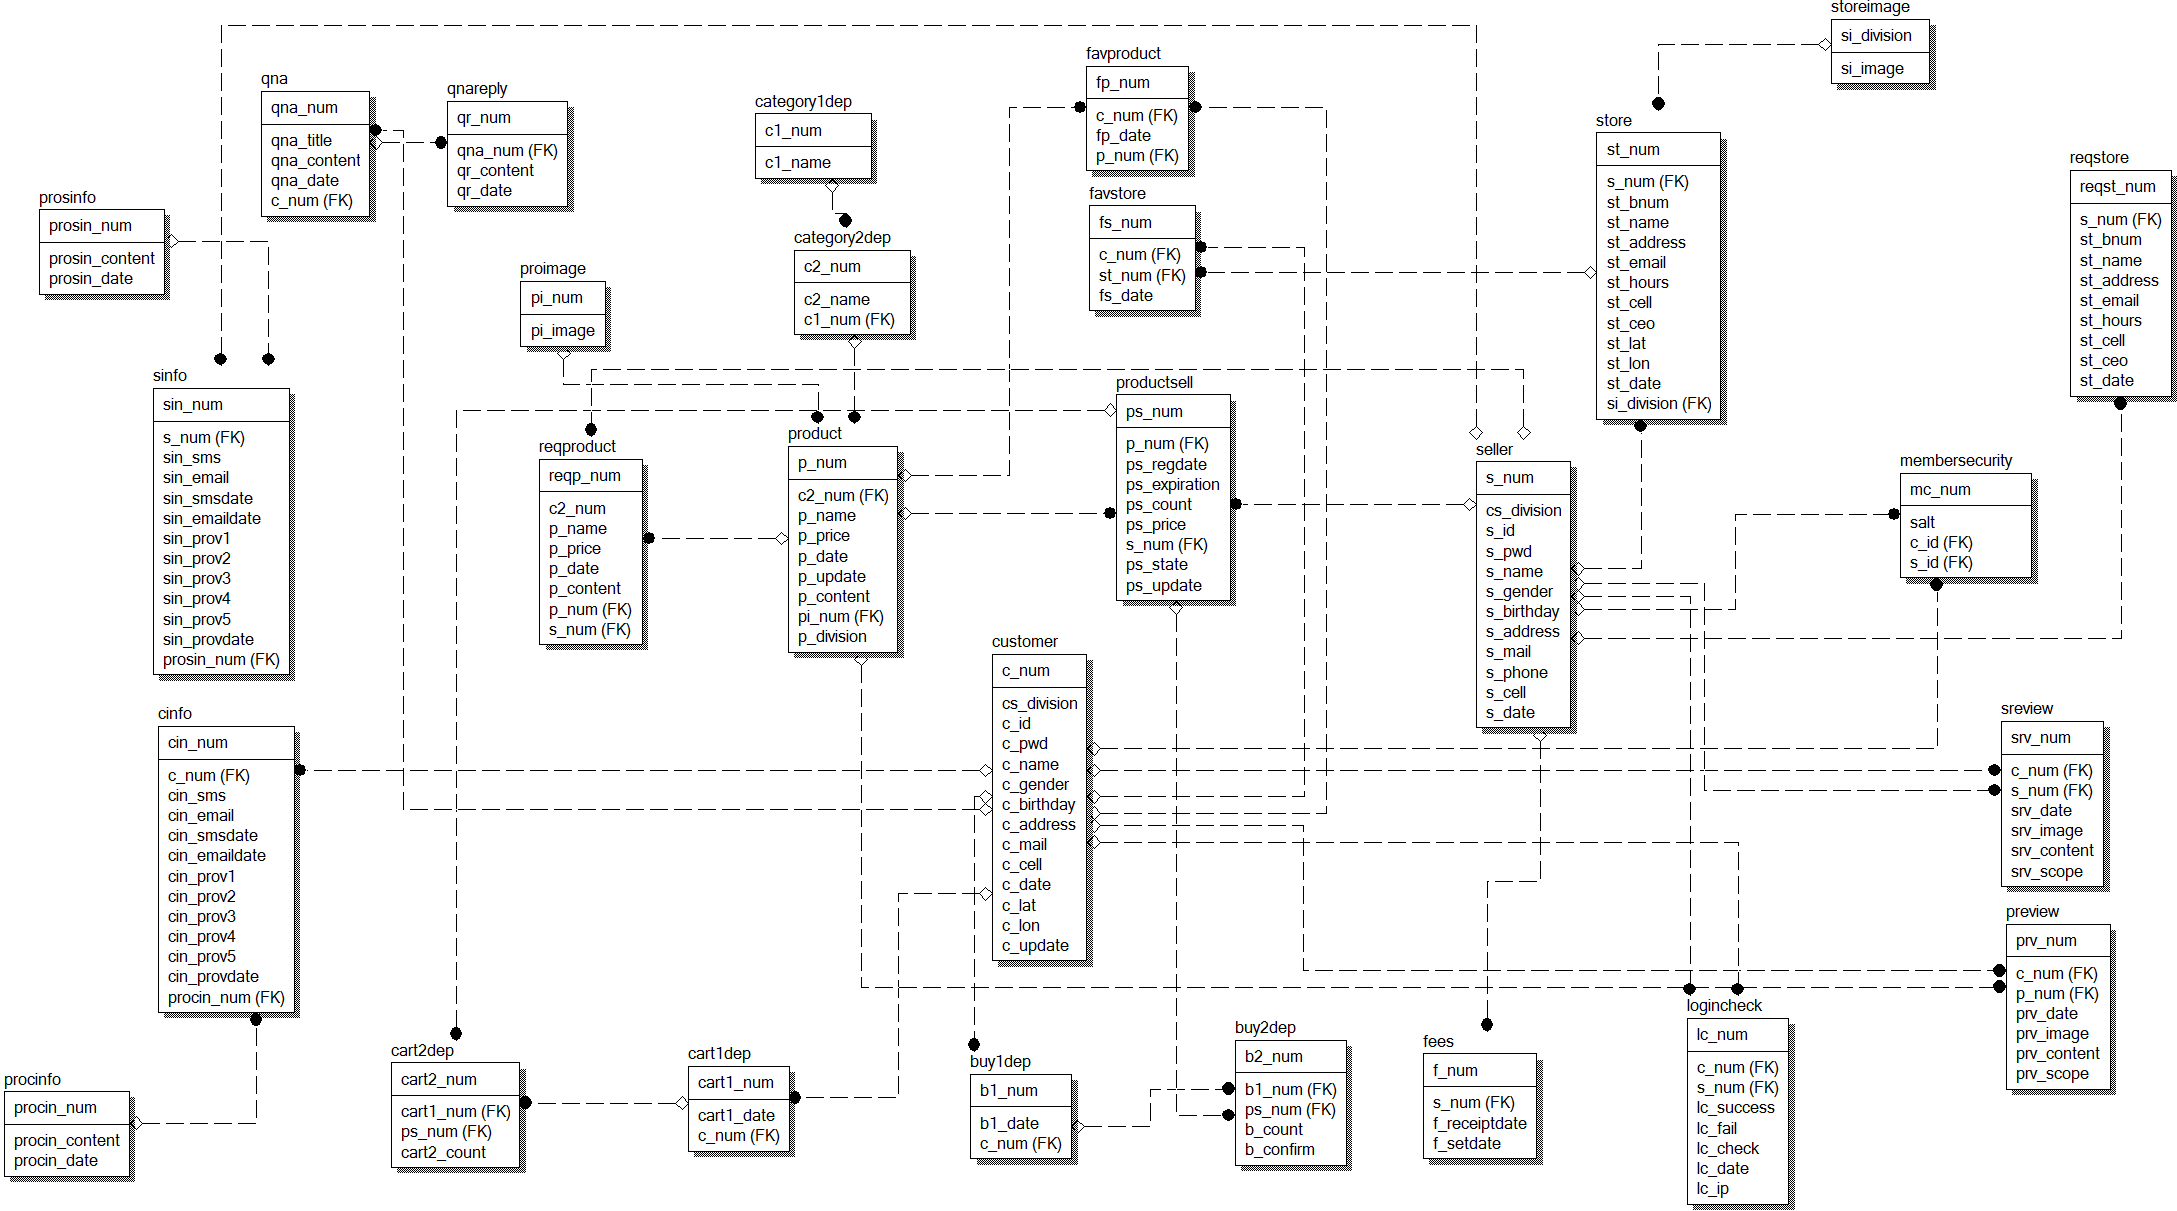 storeimage
si_division
si_image
favproduct
fp_num
c_num (FK)
fp_date
p_num (FK)
qna
qna_num
qna_title
qna_content
qna_date
c_num (FK)
qnareply
qr_num
qna_num (FK)
qr_content
qr_date
category1dep
c1_num
c1_name
store
st_num
s_num (FK)
st_bnum
st_name
st_address
st_email
st_hours
st_cell
st_ceo
st_lat
st_lon
st_date
si_division (FK)
reqstore
reqst_num
s_num (FK)
st_bnum
st_name
st_address
st_email
st_hours
st_cell
st_ceo
st_date
favstore
fs_num
c_num (FK)
st_num (FK)
fs_date
prosinfo
prosin_num
prosin_content
prosin_date
category2dep
c2_num
c2_name
c1_num (FK)
proimage
pi_num
pi_image
sinfo
sin_num
s_num (FK)
sin_sms
sin_email
sin_smsdate
sin_emaildate
sin_prov1
sin_prov2
sin_prov3
sin_prov4
sin_prov5
sin_provdate
prosin_num (FK)
productsell
ps_num
p_num (FK)
ps_regdate
ps_expiration
ps_count
ps_price
s_num (FK)
ps_state
ps_update
product
p_num
c2_num (FK)
p_name
p_price
p_date
p_update
p_content
pi_num (FK)
p_division
reqproduct
reqp_num
c2_num
p_name
p_price
p_date
p_content
p_num (FK)
s_num (FK)
seller
s_num
cs_division
s_id
s_pwd
s_name
s_gender
s_birthday
s_address
s_mail
s_phone
s_cell
s_date
membersecurity
mc_num
salt
c_id (FK)
s_id (FK)
customer
c_num
cs_division
c_id
c_pwd
c_name
c_gender
c_birthday
c_address
c_mail
c_cell
c_date
c_lat
c_lon
c_update
sreview
srv_num
c_num (FK)
s_num (FK)
srv_date
srv_image
srv_content
srv_scope
cinfo
cin_num
c_num (FK)
cin_sms
cin_email
cin_smsdate
cin_emaildate
cin_prov1
cin_prov2
cin_prov3
cin_prov4
cin_prov5
cin_provdate
procin_num (FK)
preview
prv_num
c_num (FK)
p_num (FK)
prv_date
prv_image
prv_content
prv_scope
logincheck
lc_num
c_num (FK)
s_num (FK)
lc_success
lc_fail
lc_check
lc_date
lc_ip
buy2dep
b2_num
b1_num (FK)
ps_num (FK)
b_count
b_confirm
fees
f_num
s_num (FK)
f_receiptdate
f_setdate
cart2dep
cart2_num
cart1_num (FK)
ps_num (FK)
cart2_count
cart1dep
cart1_num
cart1_date
c_num (FK)
buy1dep
b1_num
b1_date
c_num (FK)
procinfo
procin_num
procin_content
procin_date